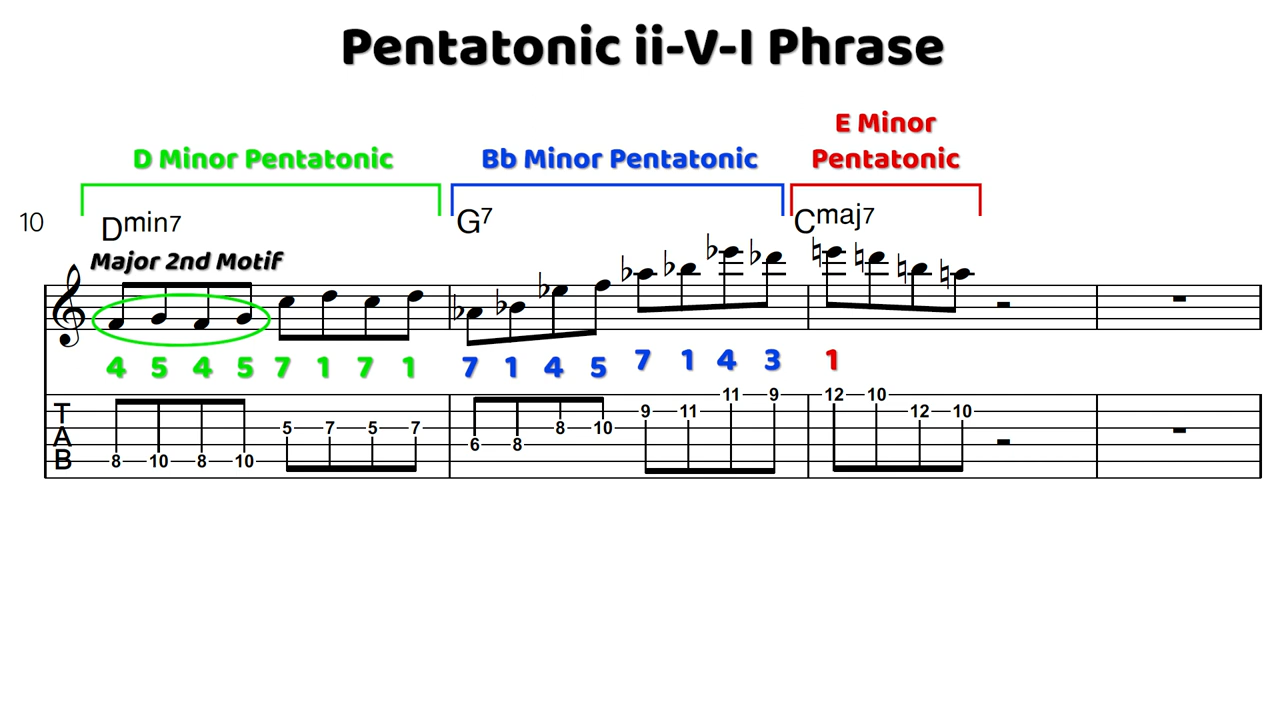 Pentatonic ii-V-I Phrase
E Minor
D Minor Pentatonic Bb Minor Pentatonic Pentatonic
10 Dmin7 G7 Cmaj7
Major 2nd Motif
4 5 4 5 7 1 7 1 7 1 4 5 7 1 4 3 1
11 9 12 10
T 9 11 12 10
5 7 5 7 8 10
A 6 8
B 8 10 8 10